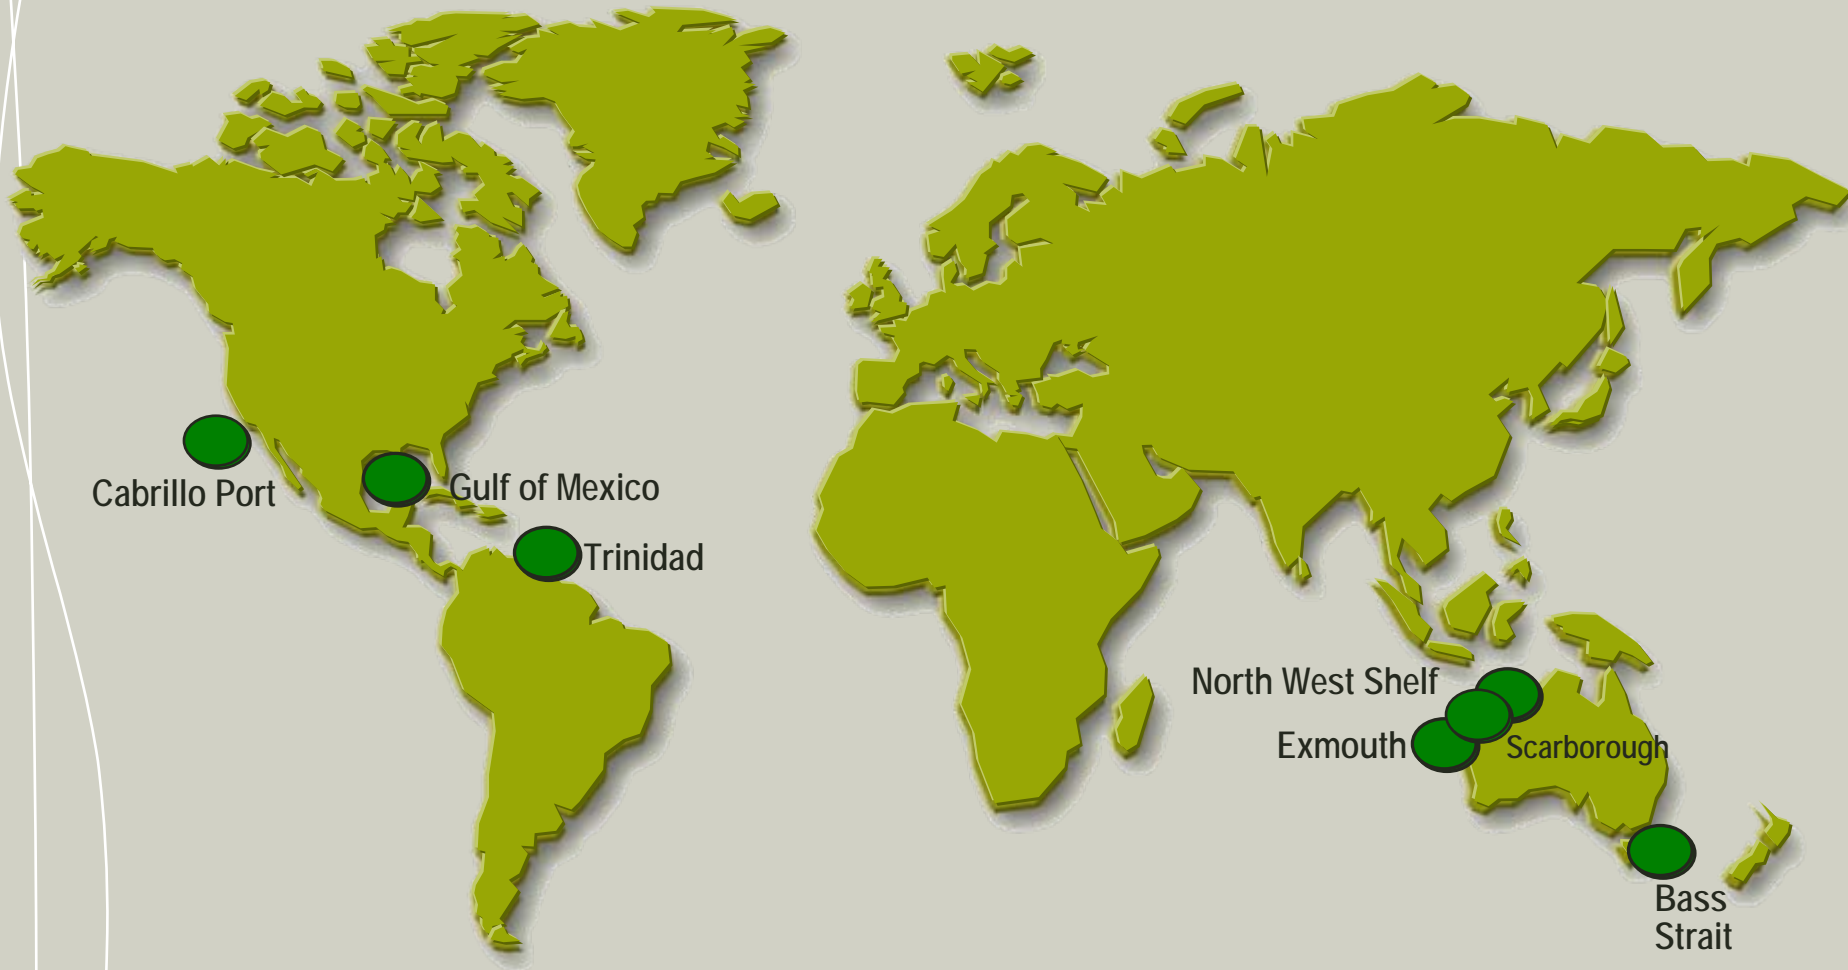 Cabrillo Port
Gulf of Mexico
Trinidad
North West Shelf
Exmouth
Scarborough
Bass
Strait